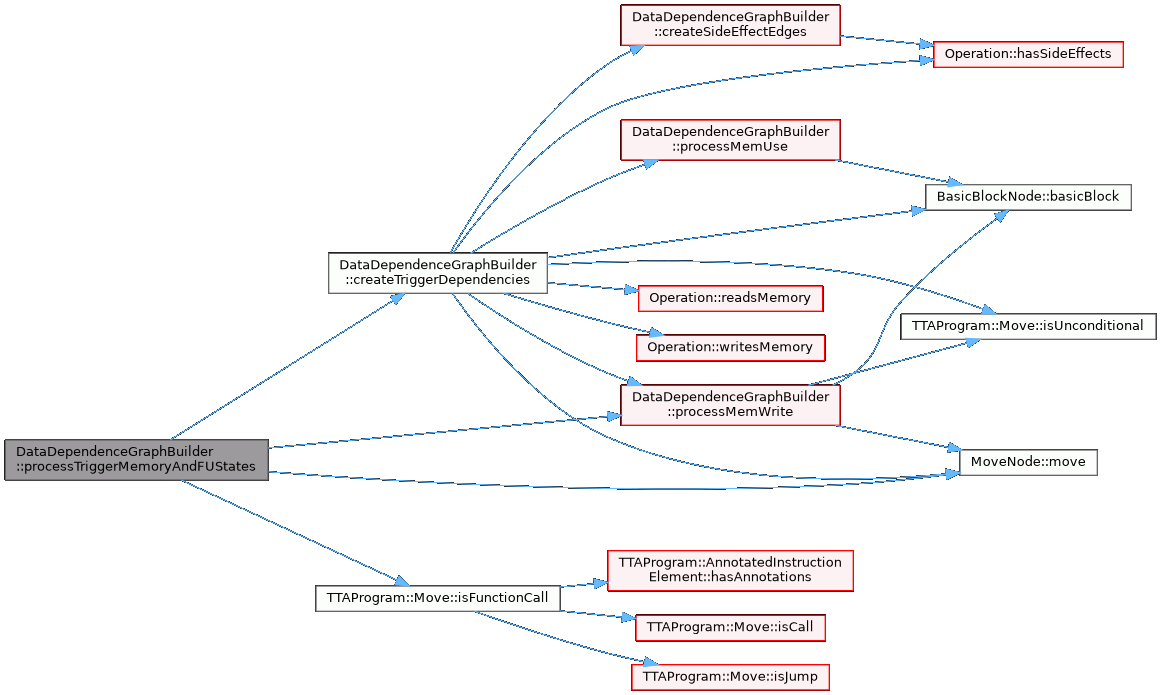 DataDependenceGraphBuilder
::createSideEffectEdges
Operation::hasSideEffects
DataDependenceGraphBuilder
::processMemUse
BasicBlockNode::basicBlock
DataDependenceGraphBuilder
::createTriggerDependencies
Operation::readsMemory
TTAProgram::Move::isUnconditional
Operation::writesMemory
DataDependenceGraphBuilder
::processMemWrite
DataDependenceGraphBuilder
::processTriggerMemoryAndFUStates
MoveNode::move
TTAProgram::AnnotatedInstruction
Element::hasAnnotations
TTAProgram::Move::isFunctionCall
TTAProgram::Move::isCall
TTAProgram::Move::isJump